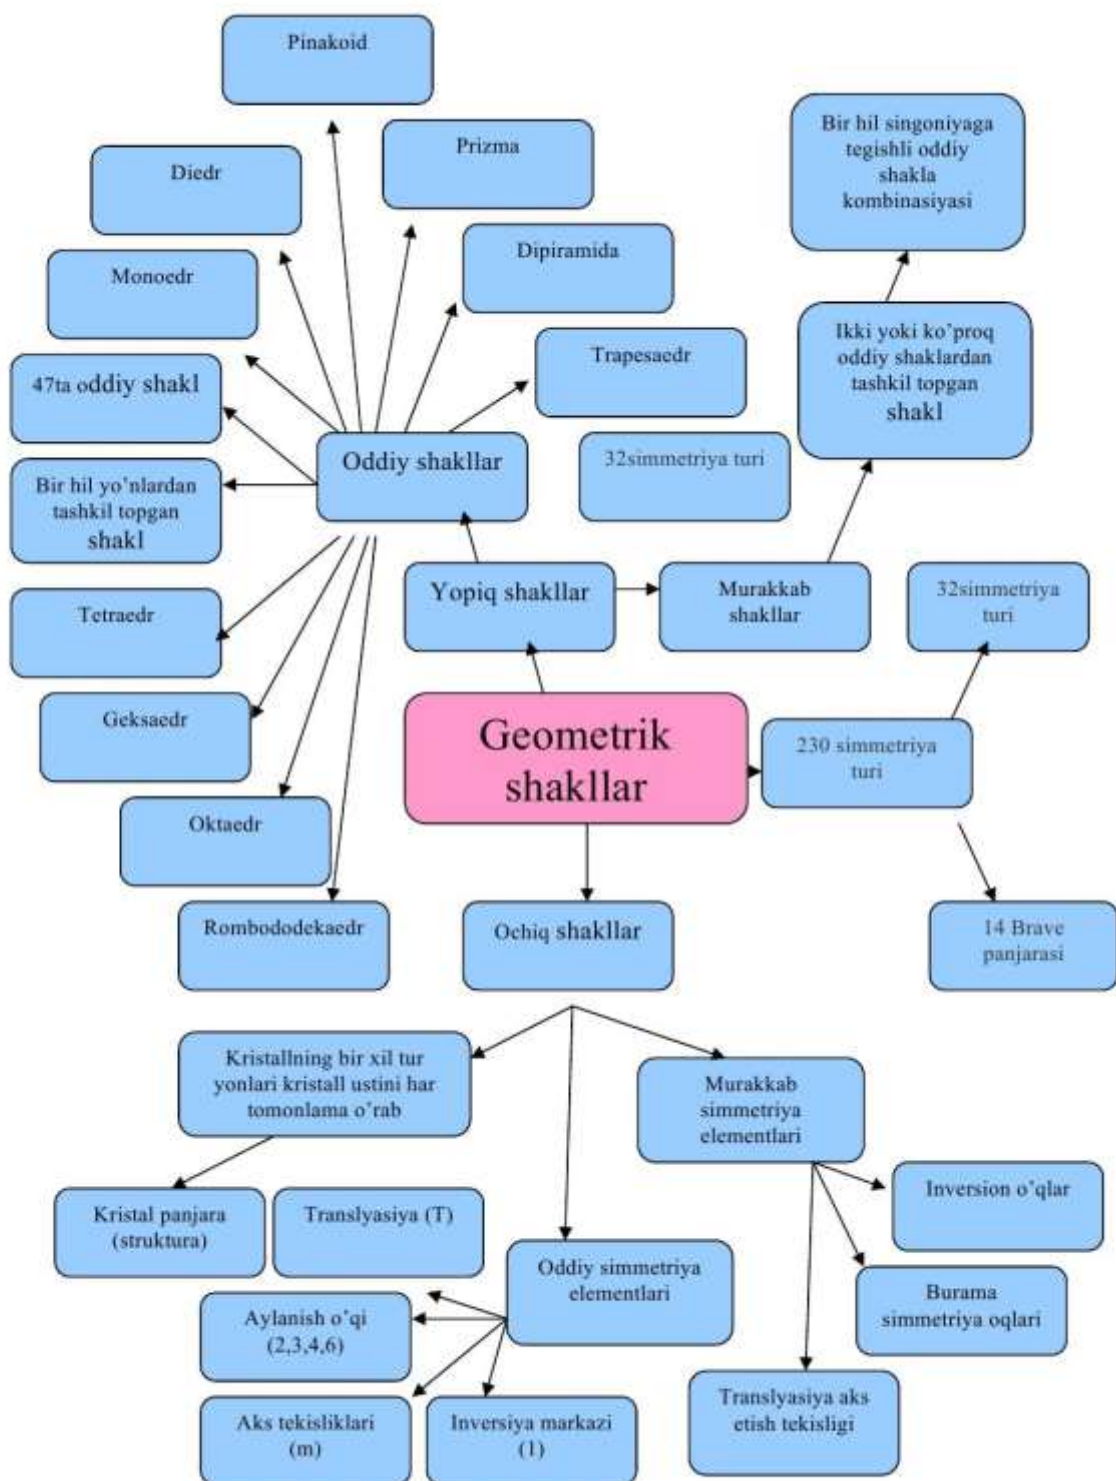 Pinakoid
Prizma
Bir hil singoniyaga
tegishli oddiy
shakla
kombinasiyasi
Diedr
Dipiramida
Monoedr
Ikki yoki ko’proq
oddiy shaklardan
tashkil topgan
shakl
Trapesaedr
47ta oddiy shakl
Oddiy shakllar
32simmetriya turi
Bir hil yo’nlardan
tashkil topgan
shakl
Yopiq shakllar
Murakkab
shakllar
32simmetriya
turi
Tetraedr
Geksaedr
Geometrik
shakllar
230 simmetriya
turi
Oktaedr
Rombododekaedr
Ochiq shakllar
14 Brave
panjarasi
Kristallning bir xil tur
yonlari kristall ustini har
tomonlama o’rab
Murakkab
simmetriya
elementlari
Kristal panjara
(struktura)
Translyasiya (T)
Inversion o’qlar
Oddiy simmetriya
elementlari
Burama
simmetriya oqlari
Aylanish o’qi
(2,3,4,6)
Translyasiya aks
etish tekisligi
Aks tekisliklari
(m)
Inversiya markazi
(1)